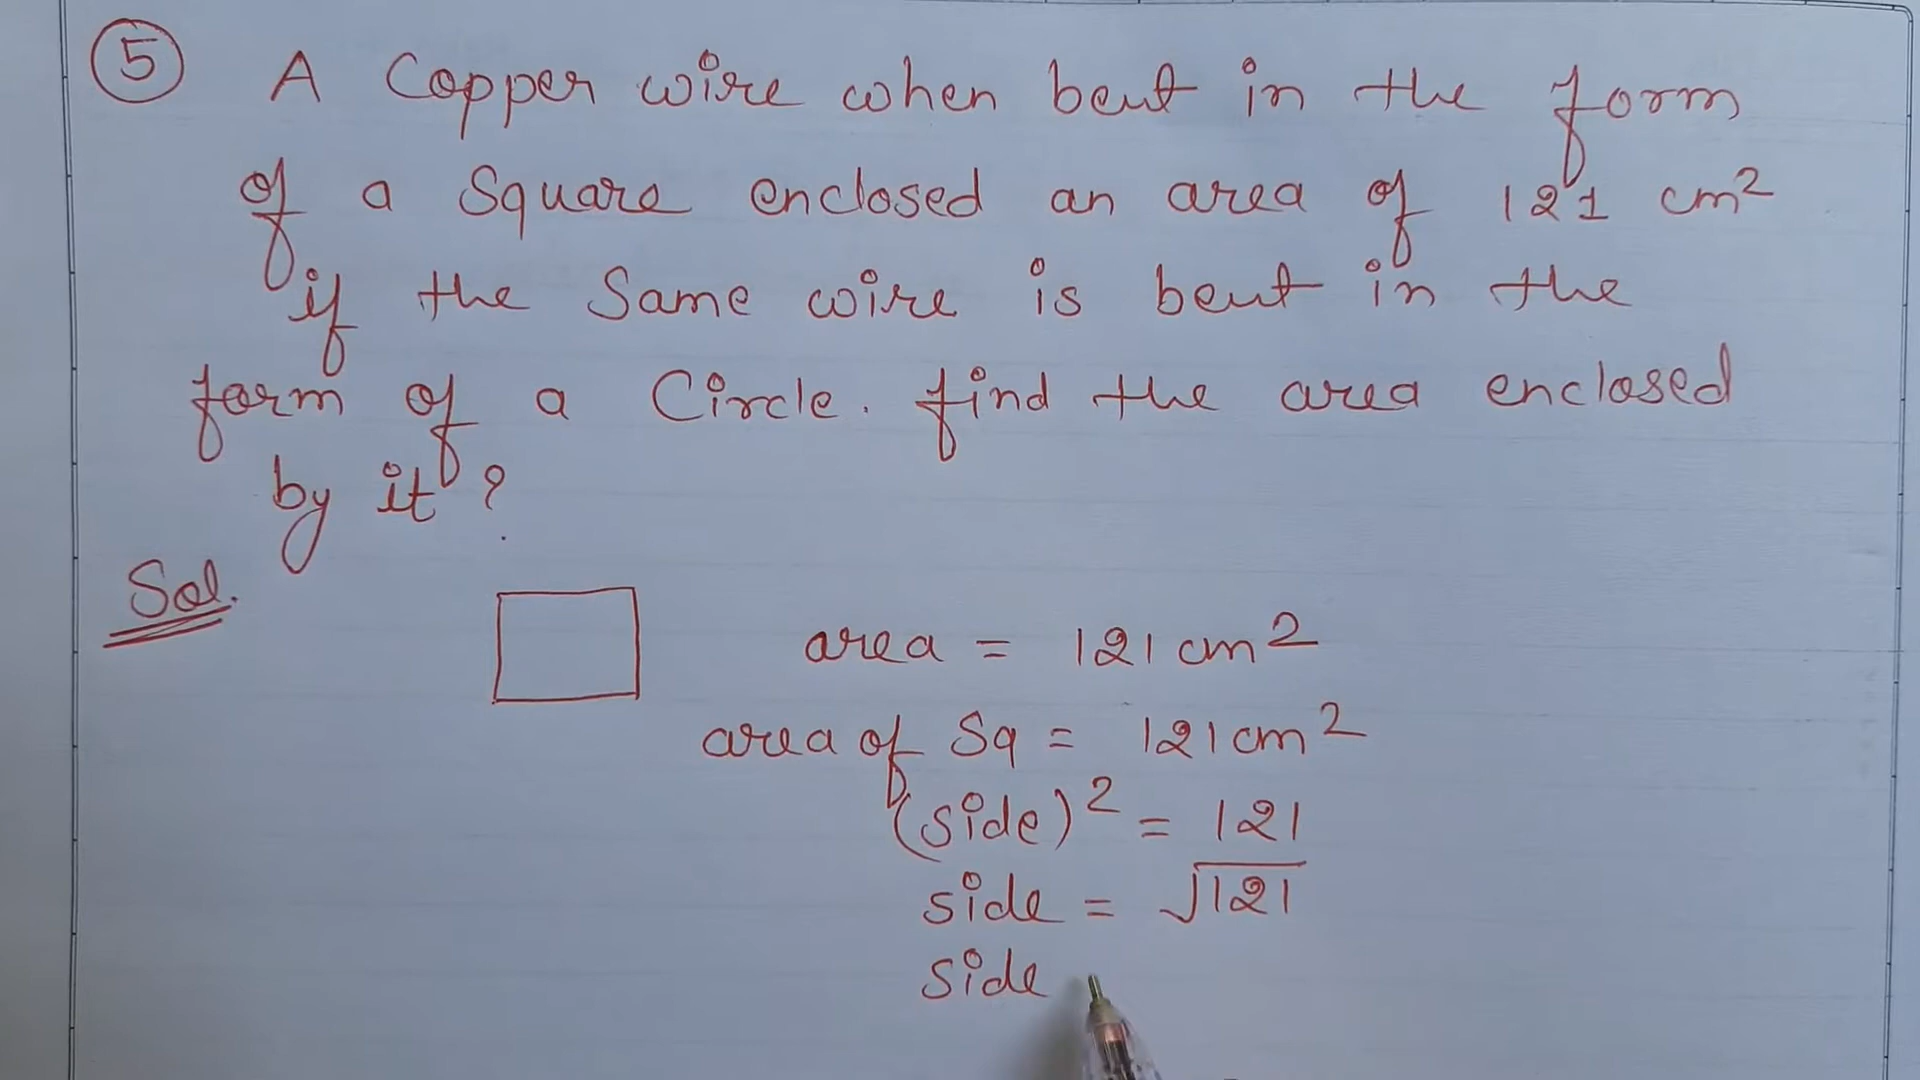 5 A Copper wire when bent in the form
of a Square enclosed an area of 121 cm²
if the Same wire is bent in the
form of a Circle. find the area enclosed
by it?
Sol.
area = 121 cm²
area of Sq = 121 cm²
(side)² = 121
side = √121
side